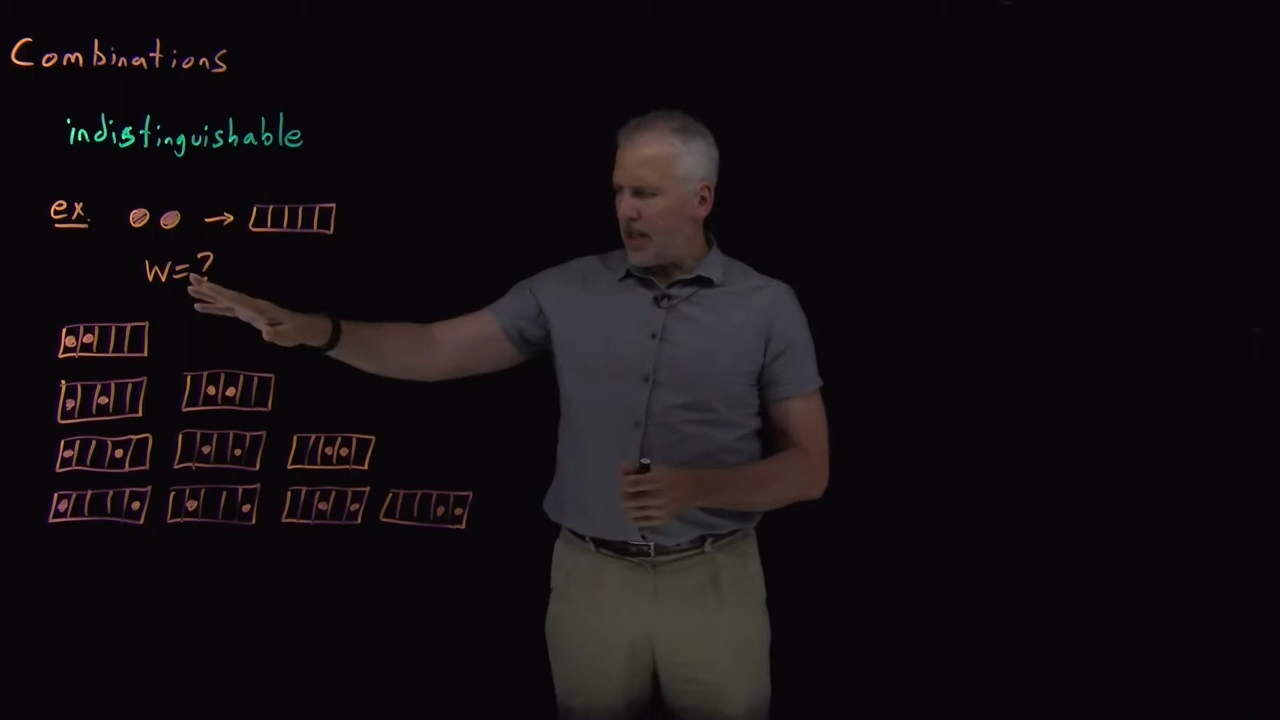 Combinations
indistinguishable
ex. →
W=?